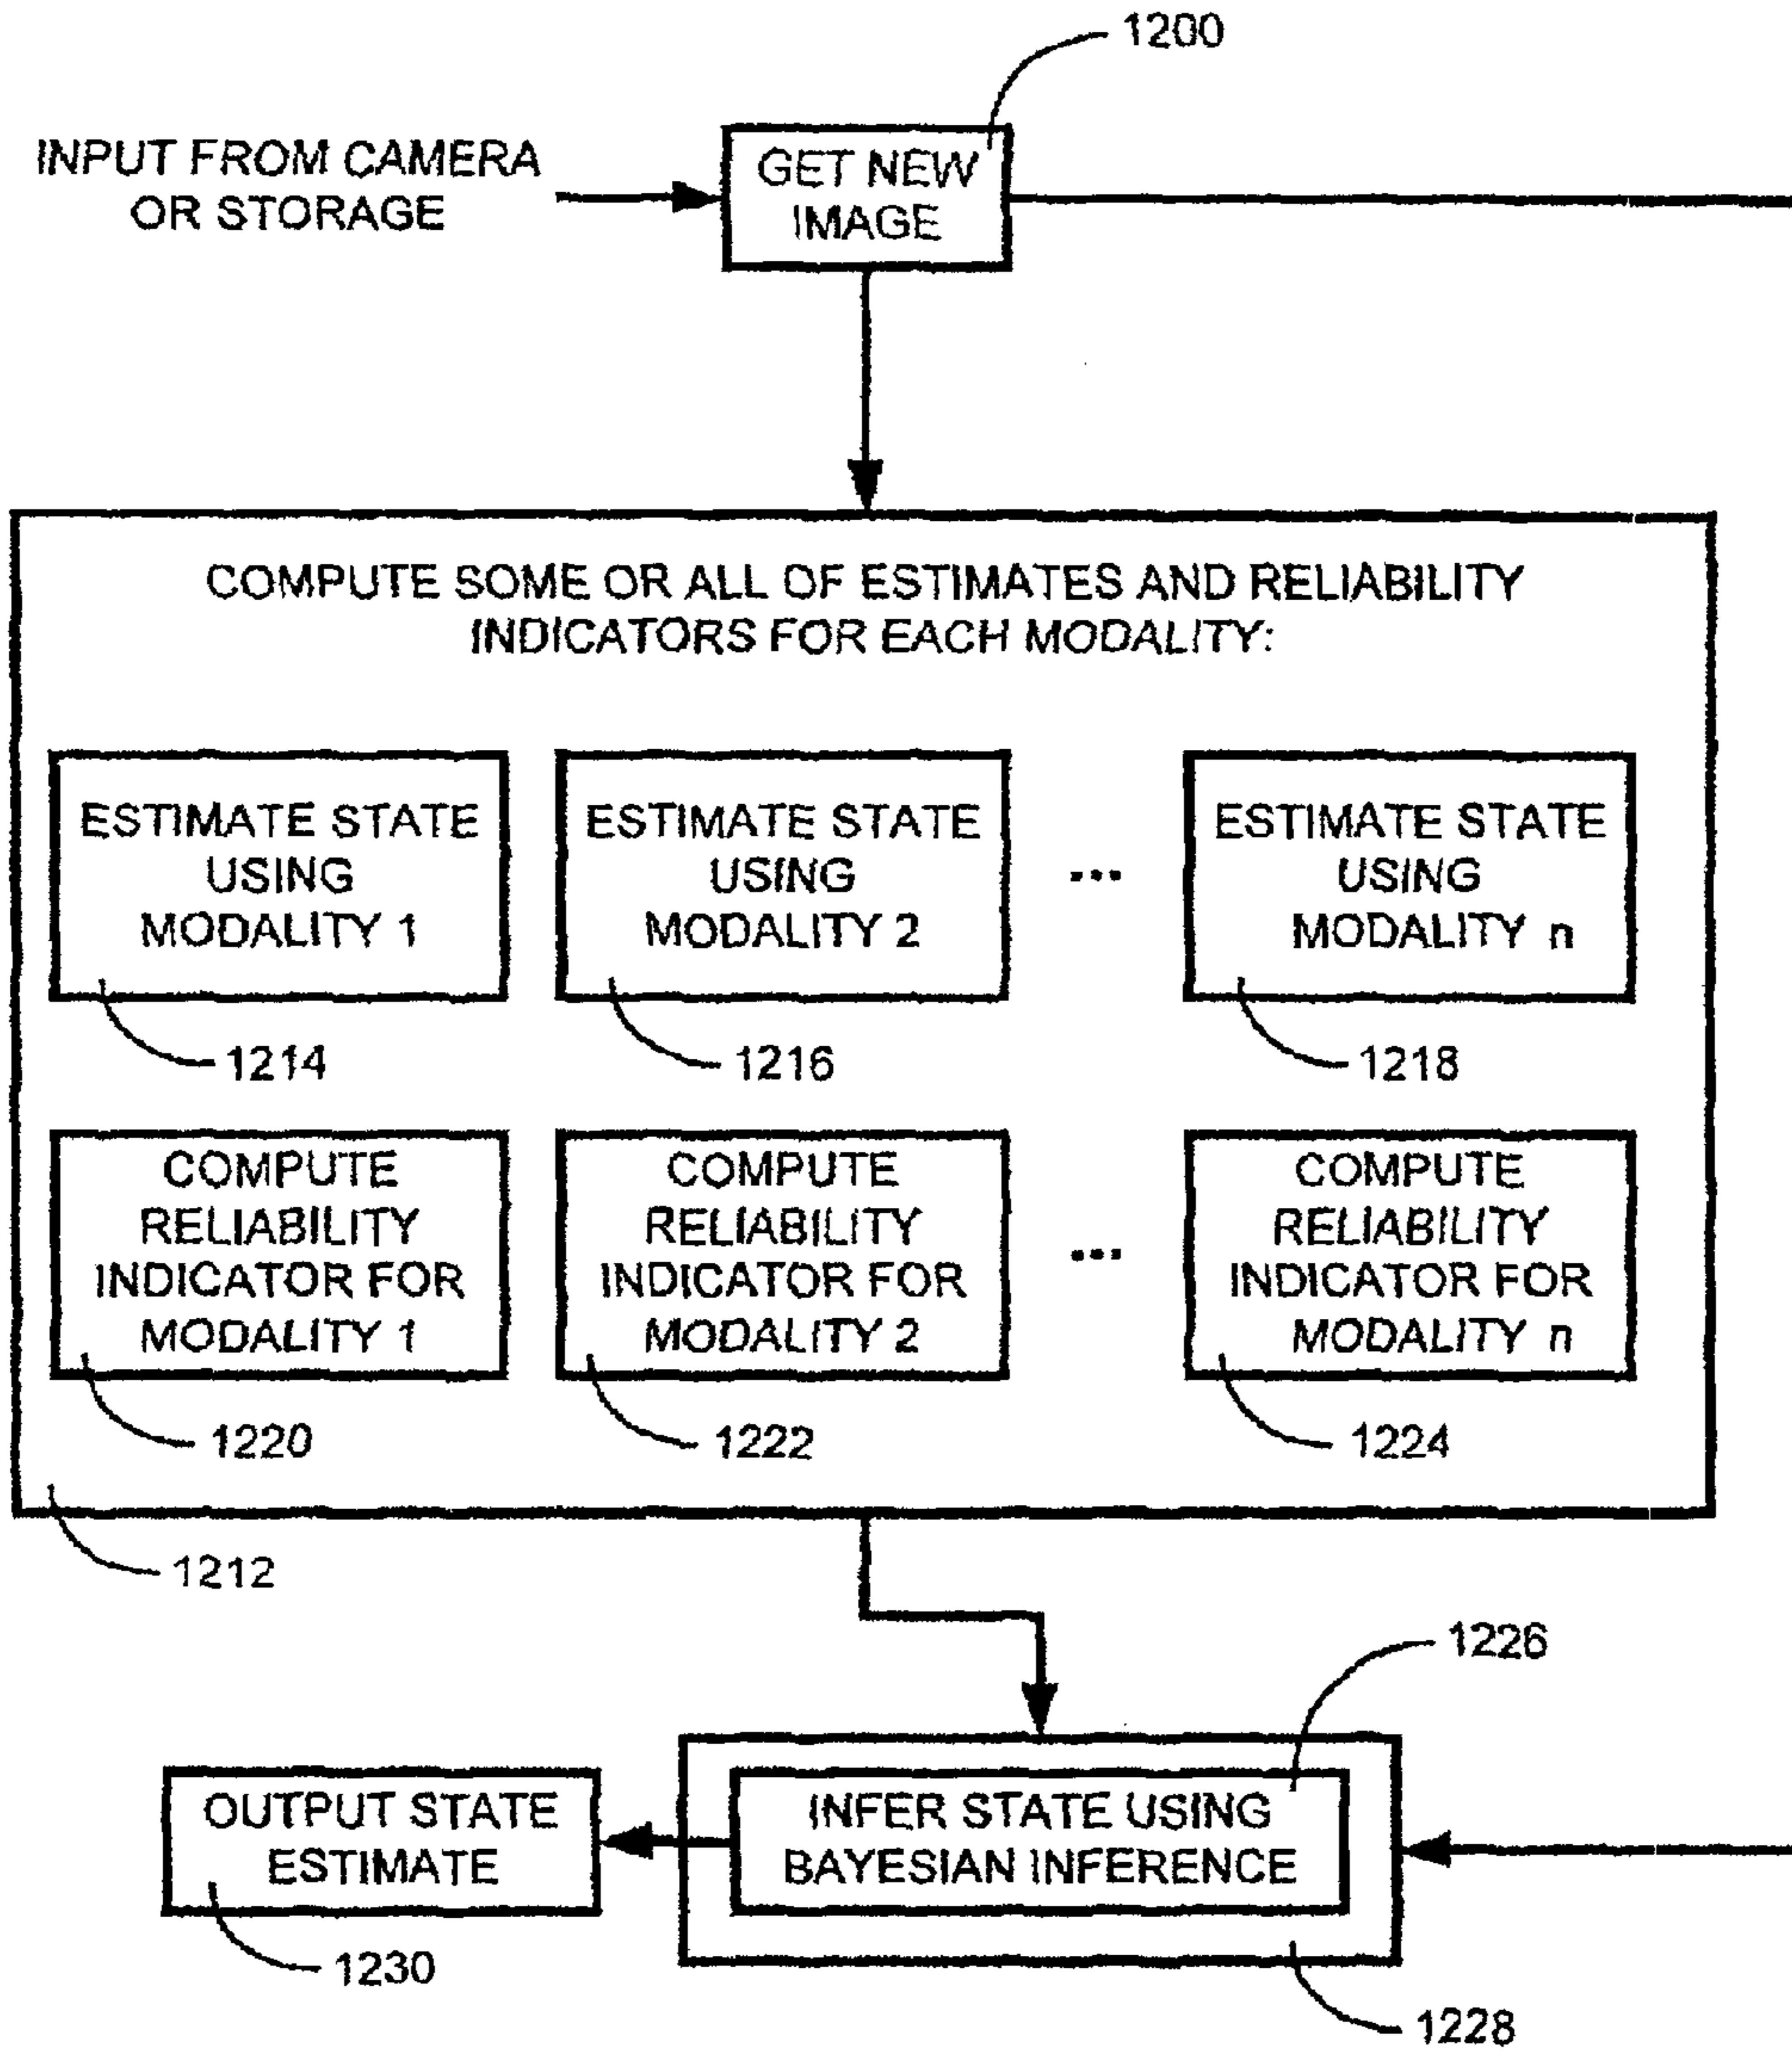 1200
INPUT FROM CAMERA
OR STORAGE
GET NEW
IMAGE
COMPUTE SOME OR ALL OF ESTIMATES AND RELIABILITY
INDICATORS FOR EACH MODALITY:
ESTIMATE STATE
USING
MODALITY 1
1214
ESTIMATE STATE
USING
MODALITY 2
1216
...
ESTIMATE STATE
USING
MODALITY n
1218
COMPUTE
RELIABILITY
INDICATOR FOR
MODALITY 1
1220
COMPUTE
RELIABILITY
INDICATOR FOR
MODALITY 2
1222
...
COMPUTE
RELIABILITY
INDICATOR FOR
MODALITY n
1224
1212
1226
OUTPUT STATE
ESTIMATE
1230
INFER STATE USING
BAYESIAN INFERENCE
1228